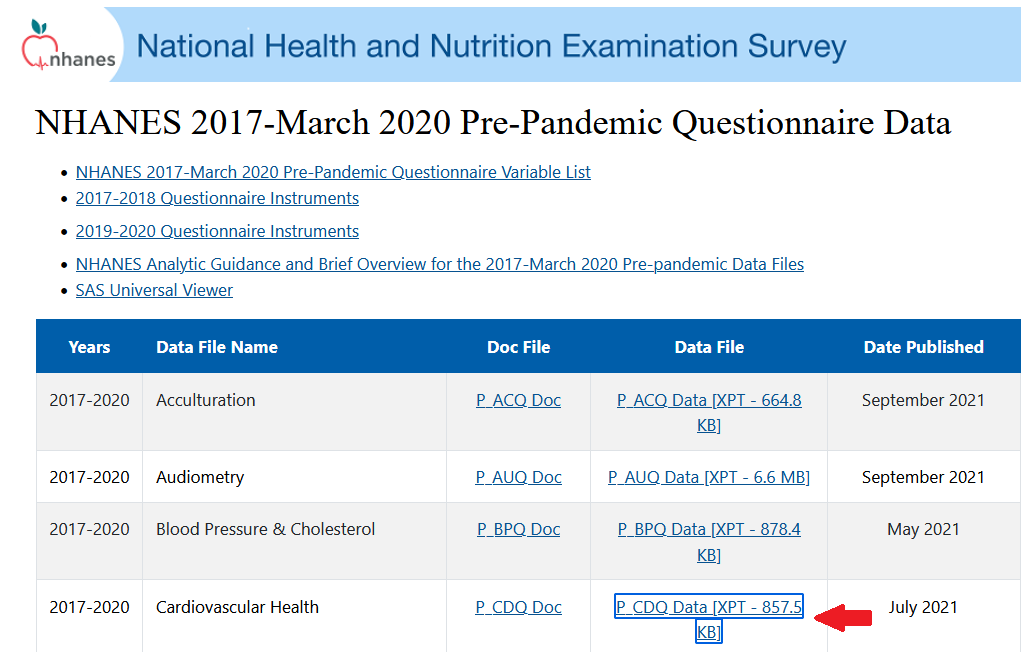 nhanes
National Health and Nutrition Examination Survey
NHANES 2017-March 2020 Pre-Pandemic Questionnaire Data
NHANES 2017-March 2020 Pre-Pandemic Questionnaire Variable List
2017-2018 Questionnaire Instruments
2019-2020 Questionnaire Instruments
NHANES Analytic Guidance and Brief Overview for the 2017-March 2020 Pre-pandemic Data Files
SAS Universal Viewer
Years Data File Name Doc File Data File Date Published
2017-2020 Acculturation P_ACQ Doc P_ACQ Data [XPT - 664.8 September 2021
KB]
2017-2020 Audiometry P_AUQ Doc P_AUQ Data [XPT - 6.6 MB] September 2021
2017-2020 Blood Pressure & Cholesterol P_BPQ Doc P_BPQ Data [XPT - 878.4 May 2021
KB]
2017-2020 Cardiovascular Health P_CDQ Doc P_CDQ Data [XPT - 857.5 July 2021
KB]